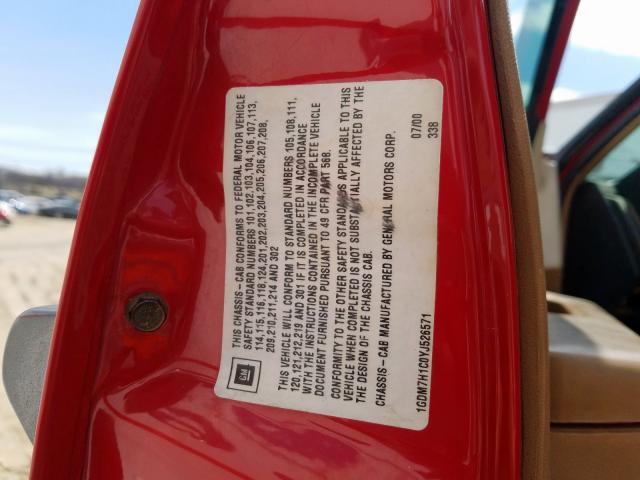 THIS CHASSIS-CAB CONFORMS TO FEDERAL MOTOR VEHICLE
SAFETY STANDARD NUMBERS 101,102,103,104,106,107,113,
114,115,116,118,124,201,202,203,204,205,206,207,208,
209,210,211,214 AND 302
THIS VEHICLE WILL CONFORM TO STANDARD NUMBERS 105,108,111,
120,121,212,219 AND 301 IF IT IS COMPLETED IN ACCORDANCE
WITH THE INSTRUCTIONS CONTAINED IN THE INCOMPLETE VEHICLE
DOCUMENT FURNISHED PURSUANT TO 49 CFR PART 568.
CONFORMITY TO THE OTHER SAFETY STANDARDS APPLICABLE TO THIS
VEHICLE WHEN COMPLETED IS NOT SUBSTANTIALLY AFFECTED BY THE
THE DESIGN OF THE CHASSIS CAB.
CHASSIS-CAB MANUFACTURED BY GENERAL MOTORS CORP.
07/00
1GDM7H1C0YJ526571
338
GM